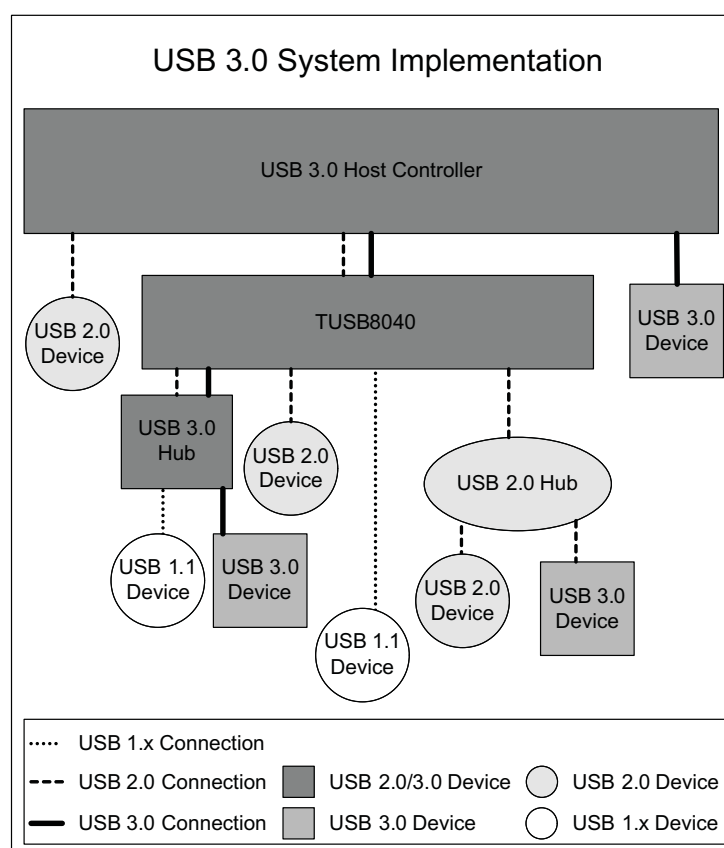 USB 3.0 System Implementation
USB 3.0 Host Controller
USB 2.0
Device
TUSB8040
USB 3.0
Device
USB 3.0
Hub
USB 2.0
Device
USB 2.0 Hub
USB 1.1
Device
USB 3.0
Device
USB 2.0
Device
USB 3.0
Device
USB 1.1
Device
USB 1.x Connection
USB 2.0 Connection
USB 2.0/3.0 Device
USB 2.0 Device
USB 3.0 Connection
USB 3.0 Device
USB 1.x Device